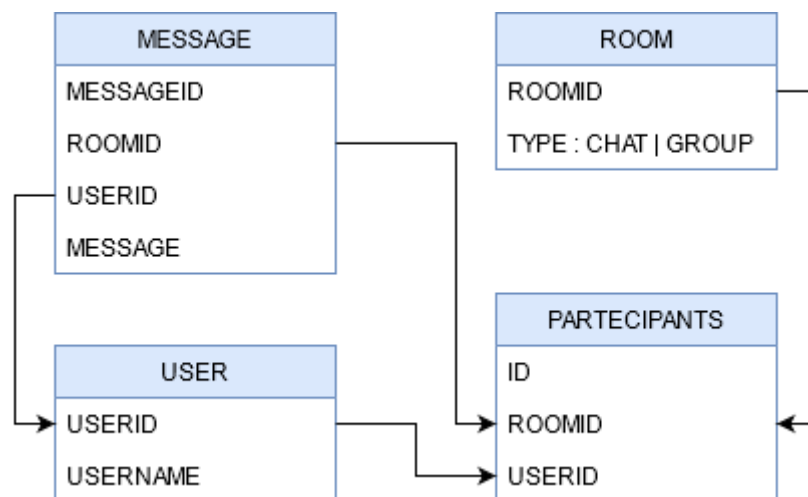 MESSAGE
MESSAGEID
ROOMID
USERID
MESSAGE
ROOM
ROOMID
TYPE : CHAT | GROUP
USER
USERID
USERNAME
PARTECIPANTS
ID
ROOMID
USERID